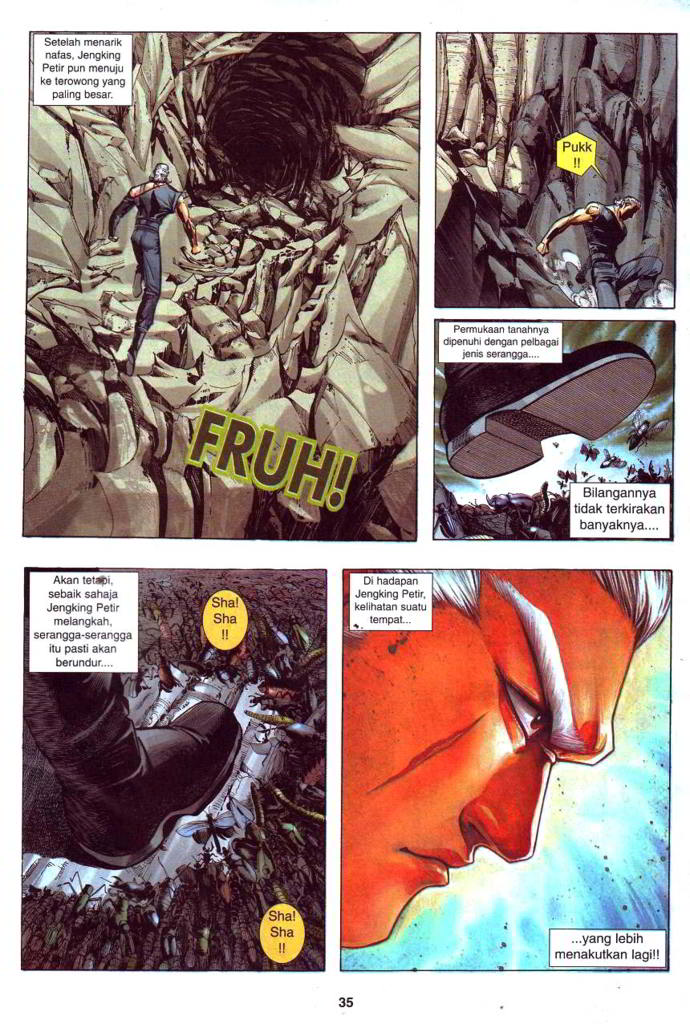 Setelah menarik
nafas, Jengking
Petir pun menuju
ke terowong yang
paling besar.
FRUH!
Pukk
!!
Permukaan tanahnya
dipenuhi dengan pelbagai
jenis serangga....
Bilangannya
tidak terkirakan
banyaknya....
Akan tetapi,
sebaik sahaja
Jengking Petir
melangkah,
serangga-serangga
itu pasti akan
berundur....
Sha!
Sha
!!
Sha!
Sha
!!
Di hadapan
Jengking Petir,
kelihatan suatu
tempat...
...yang lebih
menakutkan lagi!!
35